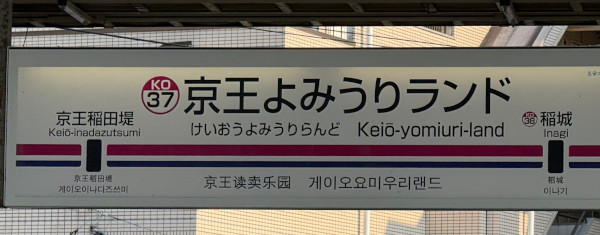 KO
37
京王よみうりランド
けいおうよみうりらんど Keiō-yomiuri-land
京王稲田堤
Keiō-inadazutsumi
京王稻田堤
게이오이나다즈쓰미
京王读卖乐园 게이오요미우리랜드
KO
38
稲城
Inagi
稻城
이나기